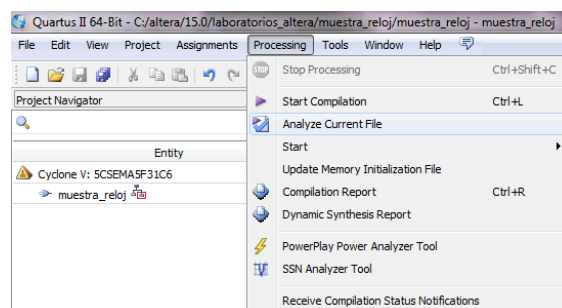 Quartus II 64-Bit - C:/altera/15.0/laboratorios_altera/muestra_reloj/muestra_reloj - muestra_reloj
File Edit View Project Assignments Processing Tools Window Help
Project Navigator
Entity
Cyclone V: 5CSEMA5F31C6
muestra_reloj
STOP Stop Processing Ctrl+Shift+C
Start Compilation Ctrl+L
Analyze Current File
Start
Update Memory Initialization File
Compilation Report Ctrl+R
Dynamic Synthesis Report
PowerPlay Power Analyzer Tool
SSN Analyzer Tool
Receive Compilation Status Notifications